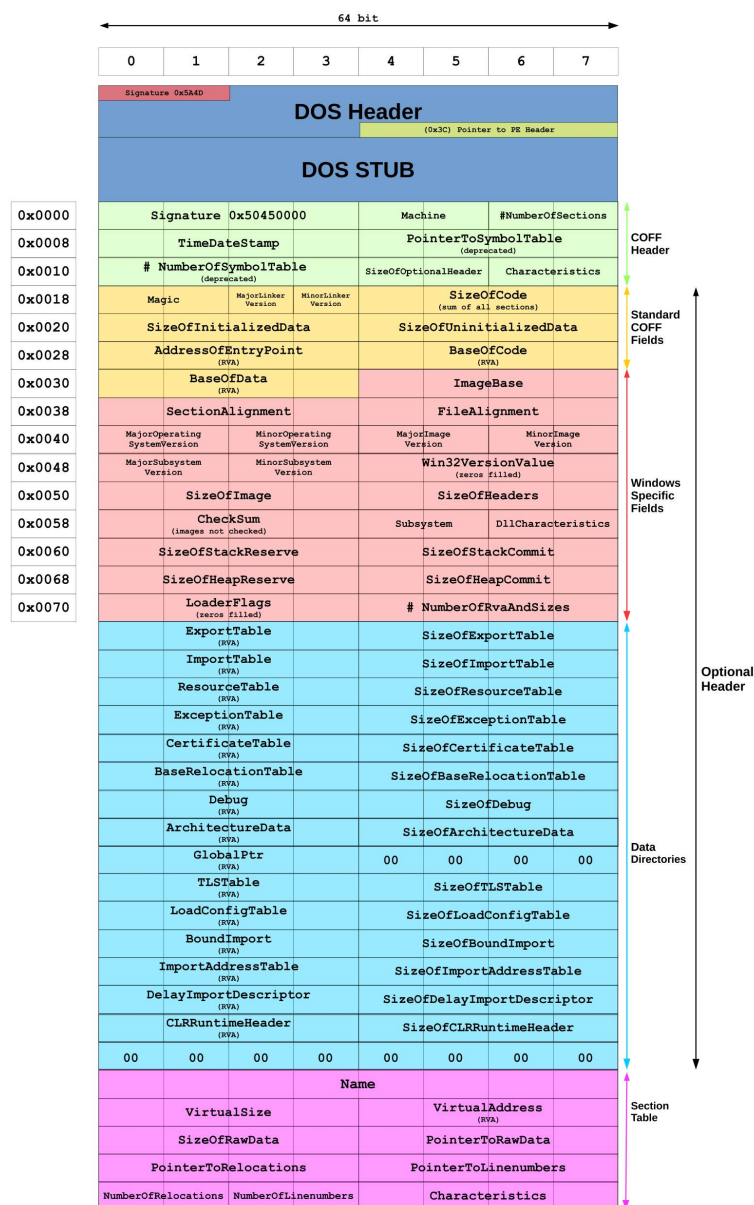 64 bit
0 1 2 3 4 5 6 7
Signature 0x5A4D
DOS Header
(0x3C) Pointer to PE Header
DOS STUB
0x0000 Signature 0x50450000 Machine #NumberOfSections
0x0008 TimeDateStamp PointerToSymbolTable
(deprecated)
COFF
Header
0x0010 # NumberOfSymbolTable SizeOfOptionalHeader Characteristics
(deprecated)
0x0018 Magic MajorLinker MinorLinker SizeOfCode
Version Version (sum of all sections)
0x0020 SizeOfInitializedData SizeOfUninitializedData
Standard
COFF
Fields
0x0028 AddressOfEntryPoint BaseOfCode
(RVA) (RVA)
0x0030 BaseOfData ImageBase
(RVA)
0x0038 SectionAlignment FileAlignment
0x0040 MajorOperating MinorOperating MajorImage MinorImage
SystemVersion SystemVersion Version Version
0x0048 MajorSubsystem MinorSubsystem Win32VersionValue
Version Version (zeros filled)
0x0050 SizeOfImage SizeOfHeaders
Windows
Specific
Fields
0x0058 CheckSum Subsystem DllCharacteristics
(images not checked)
0x0060 SizeOfStackReserve SizeOfStackCommit
0x0068 SizeOfHeapReserve SizeOfHeapCommit
0x0070 LoaderFlags # NumberOfRvaAndSizes
(zeros filled)
ExportTable SizeOfExportTable
(RVA)
ImportTable SizeOfImportTable
(RVA)
Optional
Header
ResourceTable SizeOfResourceTable
(RVA)
ExceptionTable SizeOfExceptionTable
(RVA)
CertificateTable SizeOfCertificateTable
(RVA)
BaseRelocationTable SizeOfBaseRelocationTable
(RVA)
Debug SizeOfDebug
(RVA)
ArchitectureData SizeOfArchitectureData
(RVA)
Data
Directories
GlobalPtr 00 00 00 00
(RVA)
TLSTable SizeOfTLSTable
(RVA)
LoadConfigTable SizeOfLoadConfigTable
(RVA)
BoundImport SizeOfBoundImport
(RVA)
ImportAddressTable SizeOfImportAddressTable
(RVA)
DelayImportDescriptor SizeOfDelayImportDescriptor
(RVA)
CLRRuntimeHeader SizeOfCLRRuntimeHeader
(RVA)
00 00 00 00 00 00 00 00
Name
VirtualSize VirtualAddress
(RVA)
Section
Table
SizeOfRawData PointerToRawData
PointerToRelocations PointerToLinenumbers
NumberOfRelocations NumberOfLinenumbers Characteristics